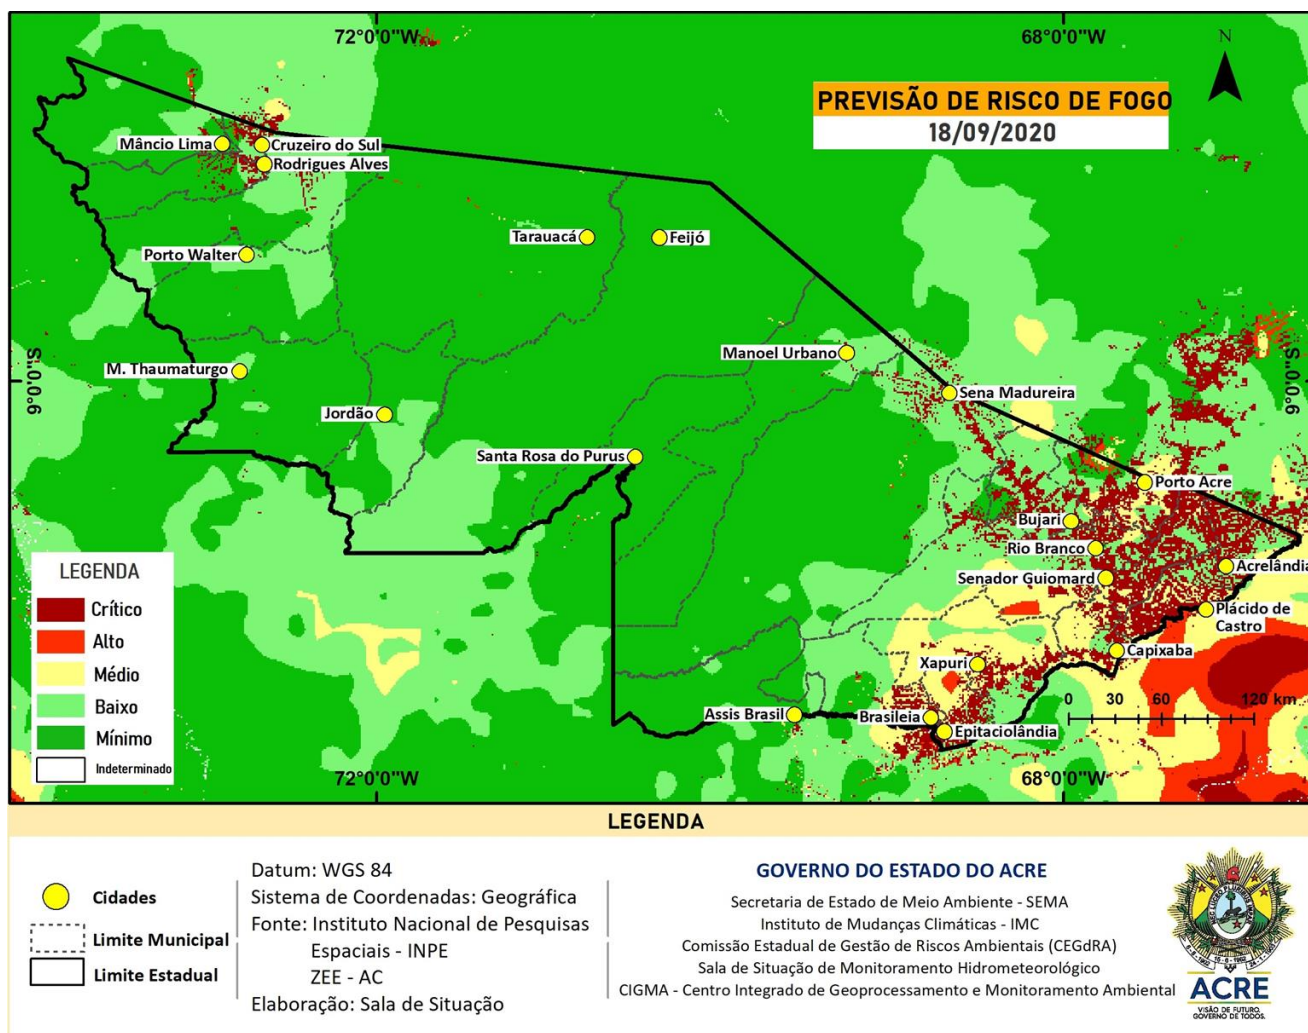 72°0'0"W
68°0'0"W
N
PREVISÃO DE RISCO DE FOGO
18/09/2020
Mâncio Lima
Cruzeiro do Sul
Rodrigues Alves
Tarauacá
Feijó
Porto Walter
Manoel Urbano
M. Thaumaturgo
Sena Madureira
9°0'0"S
9°0'0"S
Jordão
Santa Rosa do Purus
Porto Acre
Bujari
Rio Branco
Acrelândia
Senador Guiomard
Plácido de
Castro
Capixaba
Xapuri
Assis Brasil
Brasileia
Epitaciolândia
0 30 60 120 km
72°0'0"W
68°0'0"W
LEGENDA
Crítico
Alto
Médio
Baixo
Mínimo
Indeterminado
LEGENDA
Cidades
Limite Municipal
Limite Estadual
Datum: WGS 84
Sistema de Coordenadas: Geográfica
Fonte: Instituto Nacional de Pesquisas
Espaciais - INPE
ZEE - AC
Elaboração: Sala de Situação
GOVERNO DO ESTADO DO ACRE
Secretaria de Estado de Meio Ambiente - SEMA
Instituto de Mudanças Climáticas - IMC
Comissão Estadual de Gestão de Riscos Ambientais (CEGdRA)
Sala de Situação de Monitoramento Hidrometeorológico
CIGMA - Centro Integrado de Geoprocessamento e Monitoramento Ambiental
ACRE
VISÃO DE FUTURO.
GOVERNO DE TODOS.